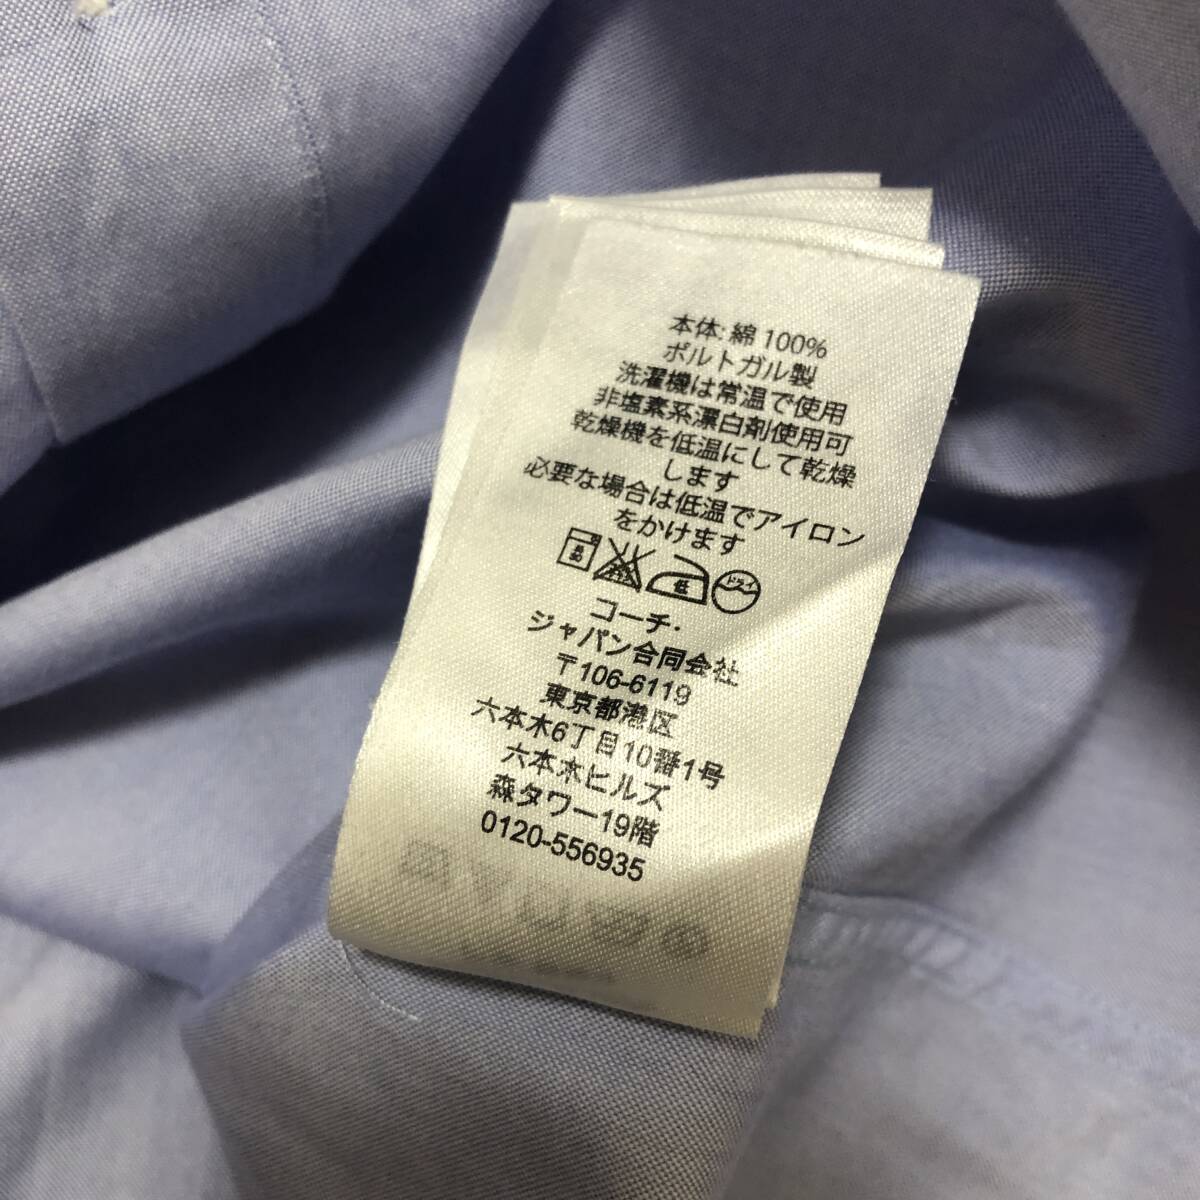 本体: 綿 100%
ポルトガル製
洗濯機は常温で使用
非塩素系漂白剤使用可
乾燥機を低温にして乾燥
します
必要な場合は低温でアイロン
をかけます
低 ドライ
コーチ・
ジャパン合同会社
〒106-6119
東京都港区
六本木6丁目10番1号
六本木ヒルズ
森タワー19階
0120-556935